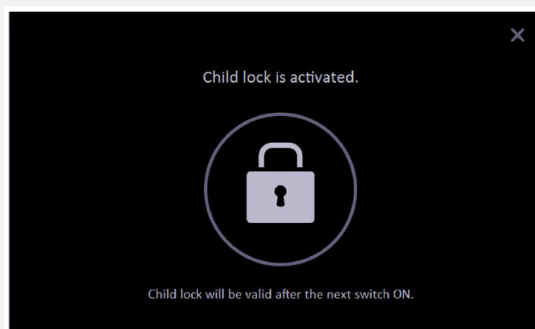 Child lock is activated.
Child lock will be valid after the next switch ON.